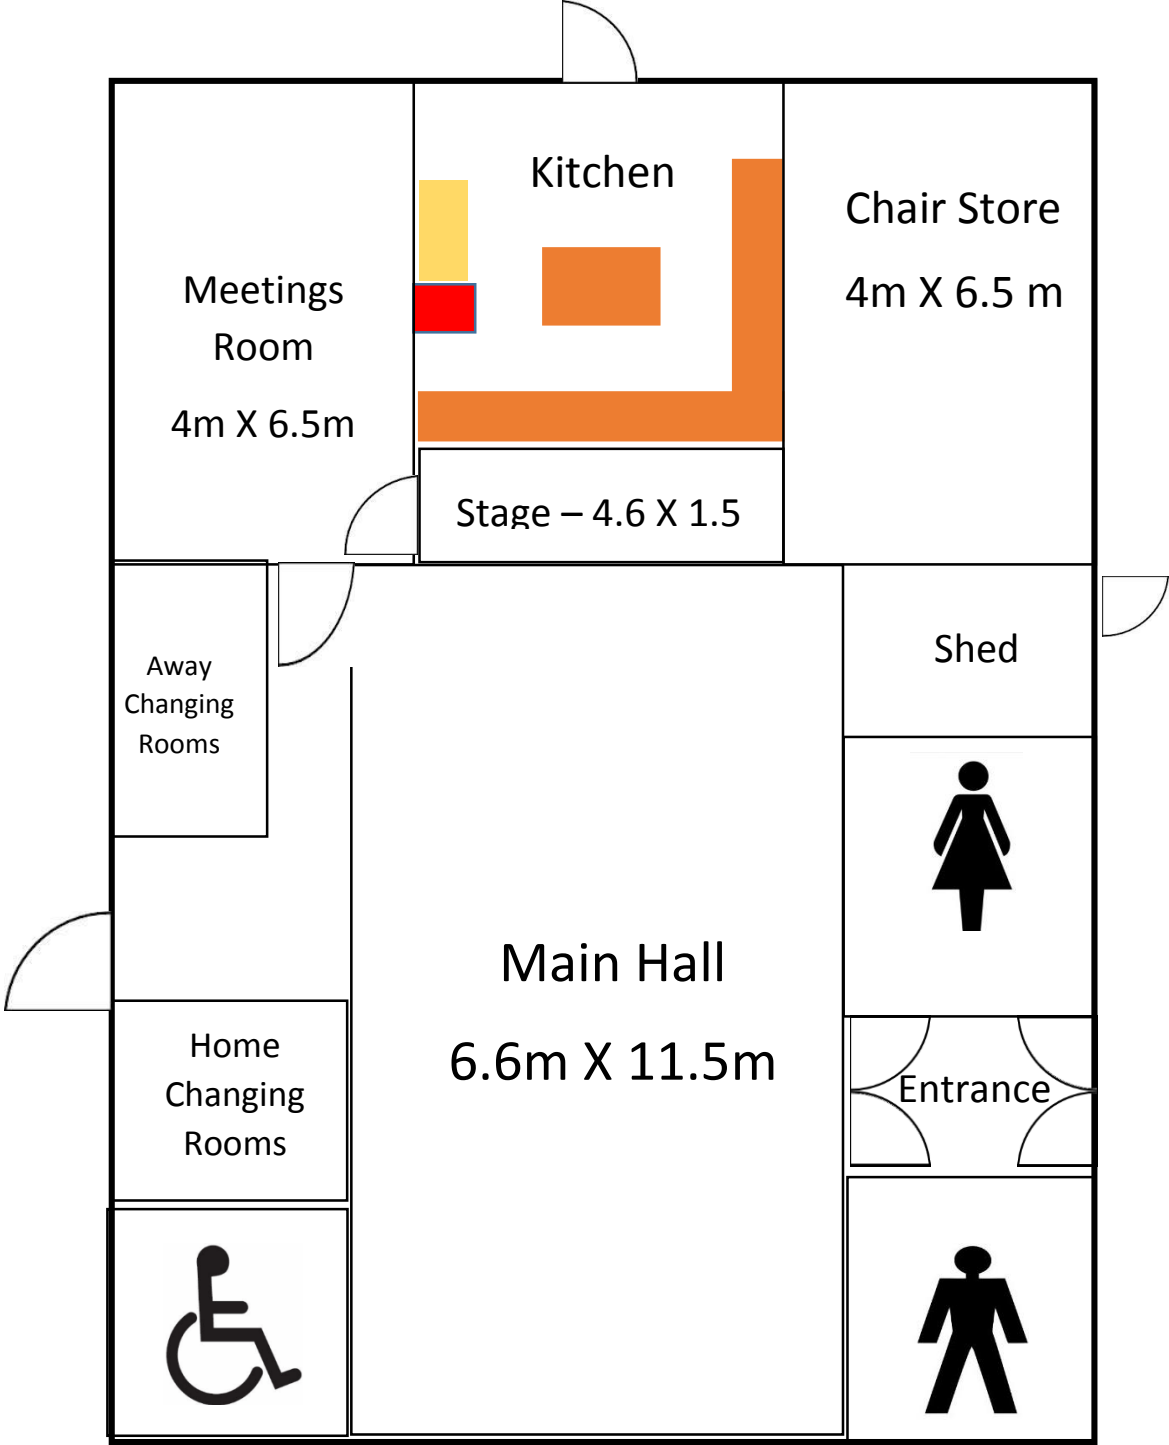 Kitchen
Chair Store
4m X 6.5 m
Meetings
Room
4m X 6.5m
Stage – 4.6 X 1.5
Away
Changing
Rooms
Shed
Main Hall
6.6m X 11.5m
Home
Changing
Rooms
Entrance